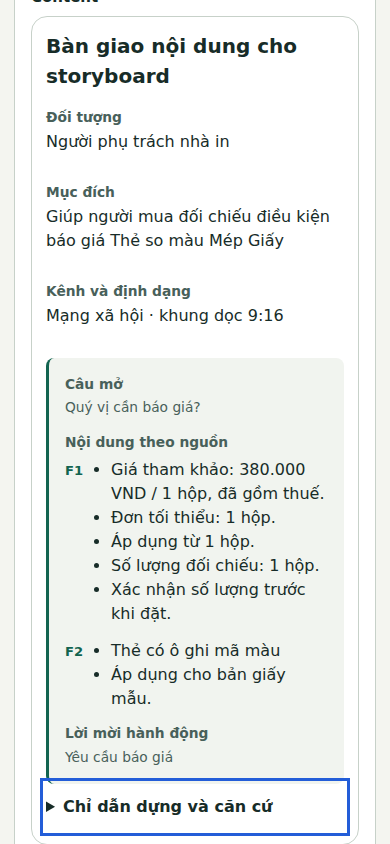 Bàn giao nội dung cho
storyboard
Đối tượng
Người phụ trách nhà in
Mục đích
Giúp người mua đối chiếu điều kiện
báo giá Thẻ so màu Mép Giấy
Kênh và định dạng
Mạng xã hội · khung dọc 9:16
Câu mở
Quý vị cần báo giá?
Nội dung theo nguồn
F1 • Giá tham khảo: 380.000
VND / 1 hộp, đã gồm thuế.
• Đơn tối thiểu: 1 hộp.
• Áp dụng từ 1 hộp.
• Số lượng đối chiếu: 1 hộp.
• Xác nhận số lượng trước
khi đặt.
F2 • Thẻ có ô ghi mã màu
• Áp dụng cho bản giấy
mẫu.
Lời mời hành động
Yêu cầu báo giá
Chỉ dẫn dựng và căn cứ